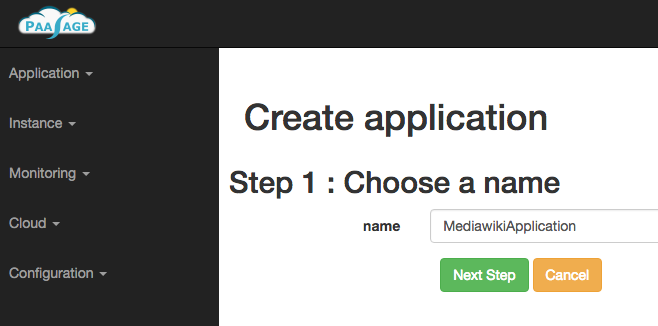 PAASAGE
Application
Instance
Monitoring
Cloud
Configuration
Create application
Step 1 : Choose a name
name MediawikiApplication
Next Step Cancel